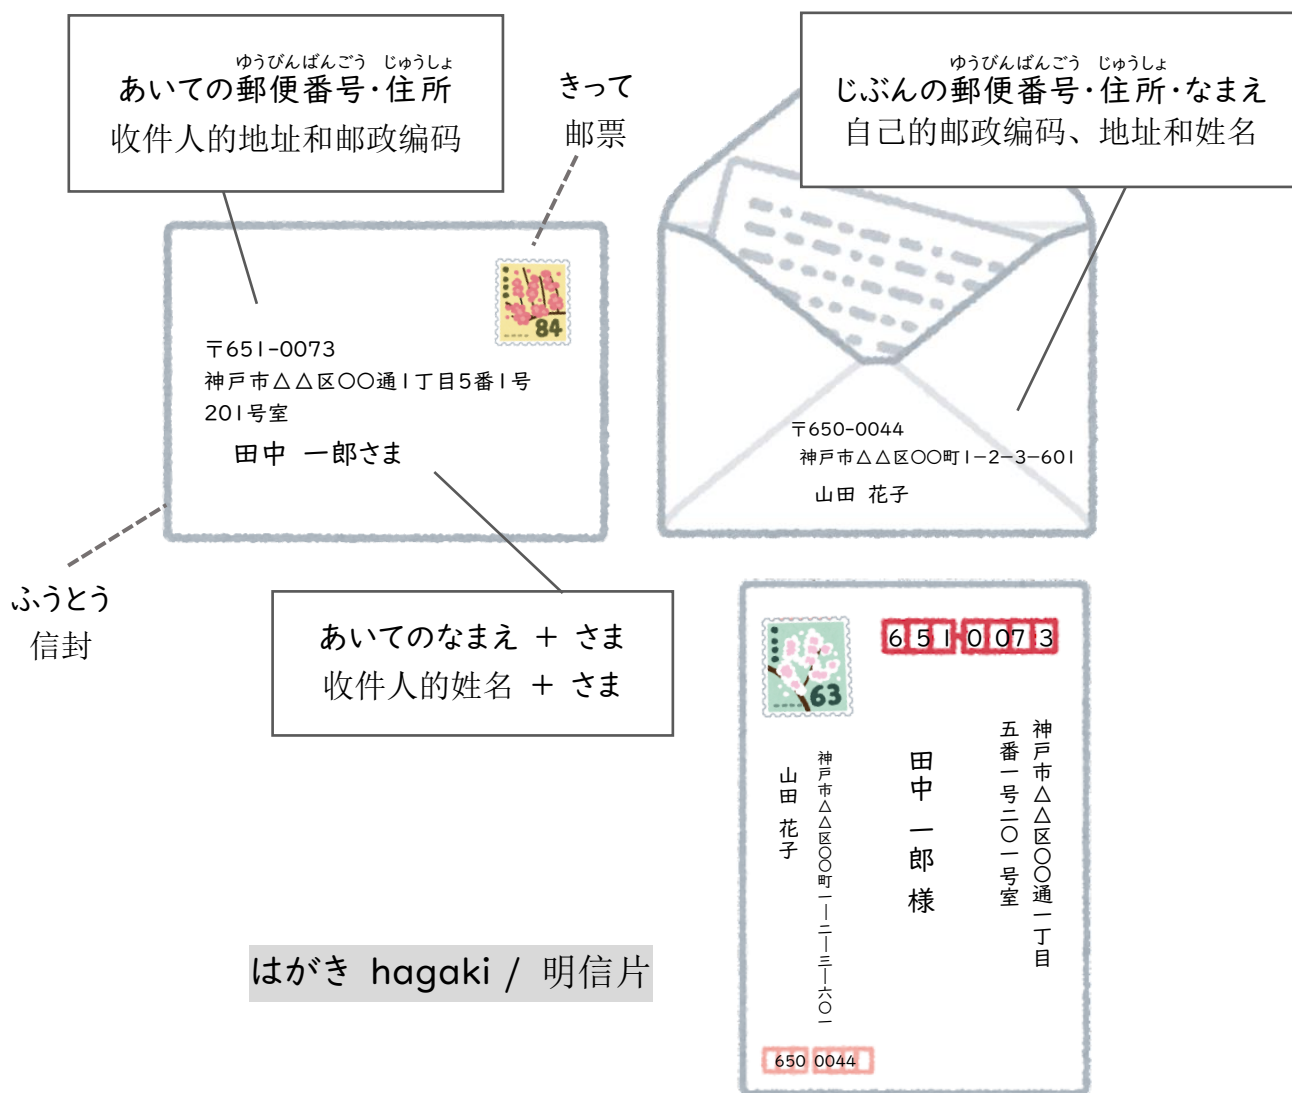 ゆうびんばんごう じゅうしょ
あいての郵便番号・住所
收件人的地址和邮政编码
きって
邮票
ゆうびんばんごう じゅうしょ
じぶんの郵便番号・住所・なまえ
自己的邮政编码、地址和姓名
84
〒651-0073
神戸市△△区〇〇通1丁目5番1号
201号室
田中 一郎さま
〒650-0044
神戸市△△区〇〇町1-2-3-601
山田 花子
ふうとう
信封
あいてのなまえ + さま
收件人的姓名 + さま
63
6510073
神戸市△△区〇〇通一丁目
五番一号二〇一号室
田中 一郎 様
神戸市△△区〇〇町一―二―三―六〇一
山田 花子
650 0044
はがき hagaki / 明信片